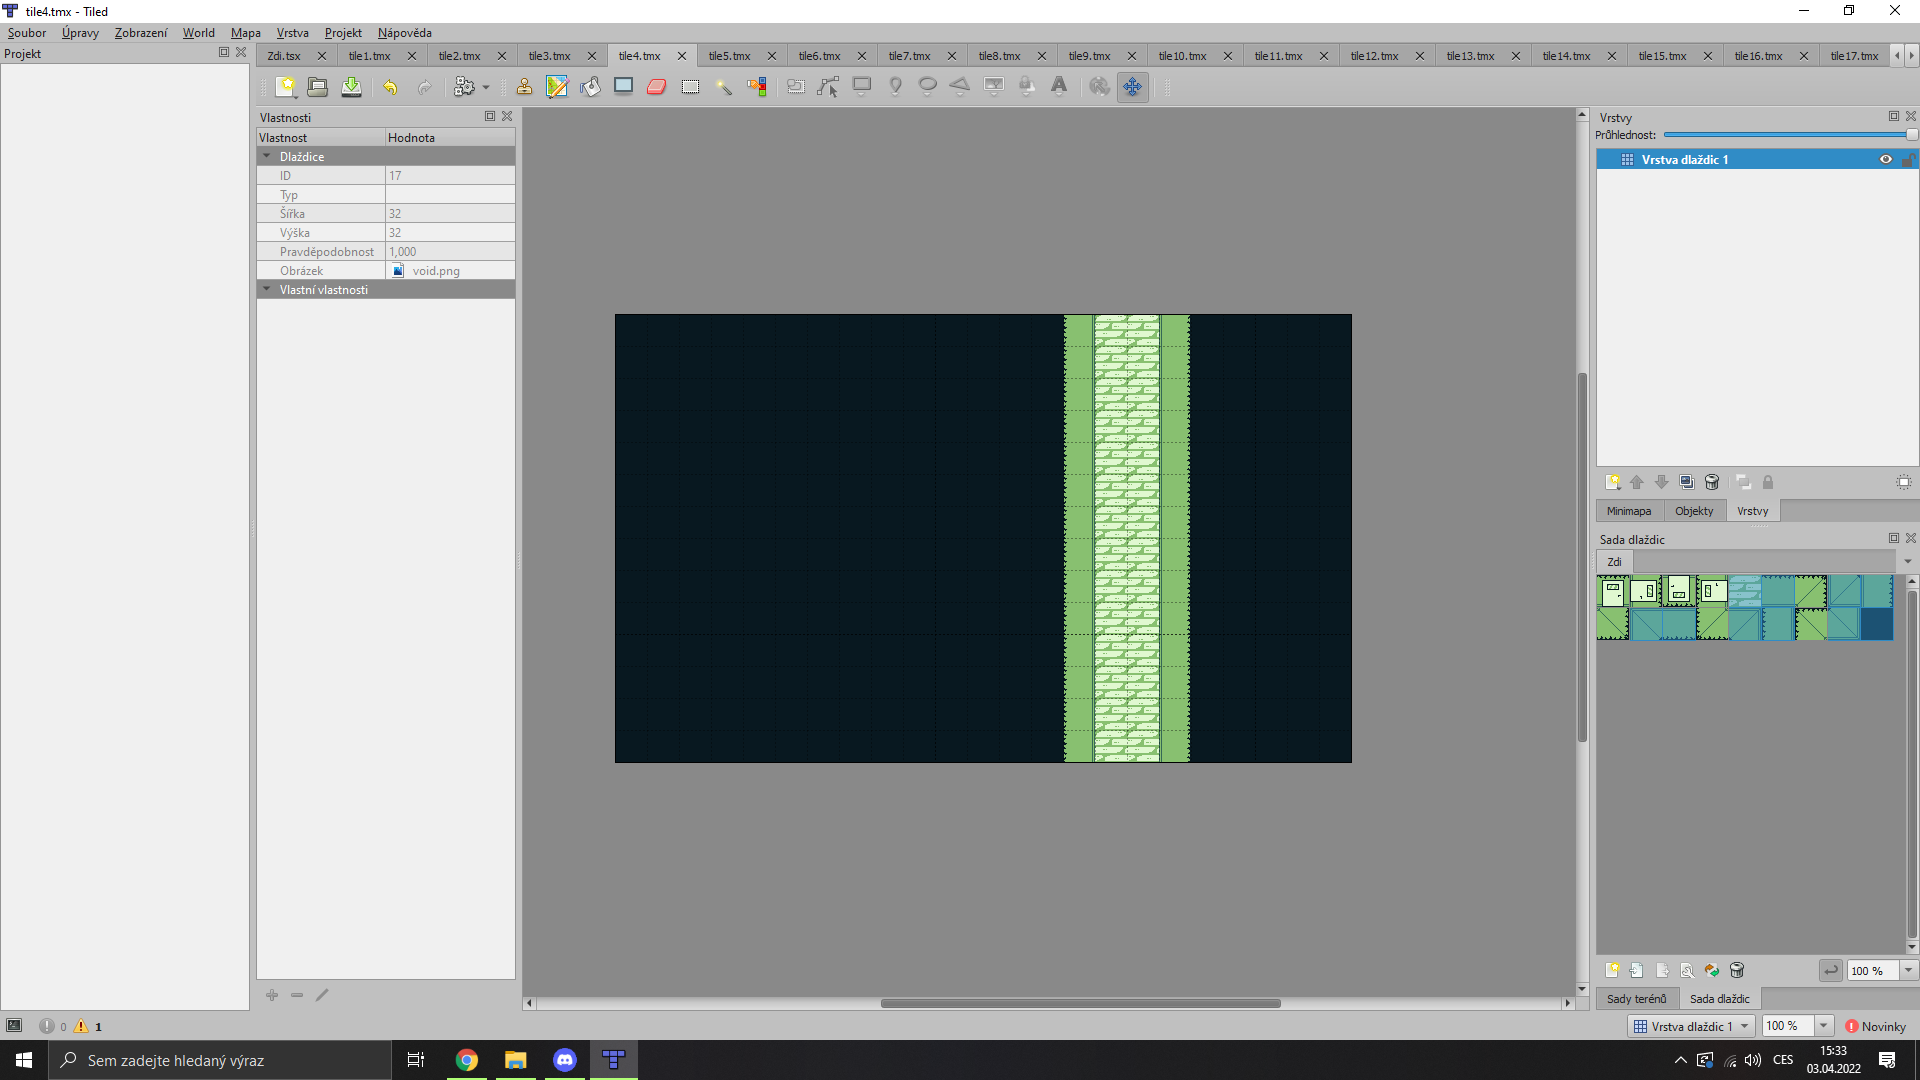 tile4.tmx - Tiled
Soubor Úpravy Zobrazení World Mapa Vrstva Projekt Nápověda
Projekt
Zdi.tsx tile1.tmx tile2.tmx tile3.tmx tile4.tmx tile5.tmx tile6.tmx tile7.tmx tile8.tmx tile9.tmx tile10.tmx tile11.tmx tile12.tmx tile13.tmx tile14.tmx tile15.tmx tile16.tmx tile17.tmx
Vlastnosti
Vlastnost Hodnota
Dlaždice
ID 17
Typ
Šířka 32
Výška 32
Pravděpodobnost 1,000
Obrázek void.png
Vlastní vlastnosti
Vrstvy
Průhlednost:
Vrstva dlaždic 1
Minimapa Objekty Vrstvy
Sada dlaždic
Zdi
100 %
Sady terénů Sada dlaždic
0 1
Vrstva dlaždic 1 100 % Novinky
Sem zadejte hledaný výraz
CES
15:33
03.04.2022